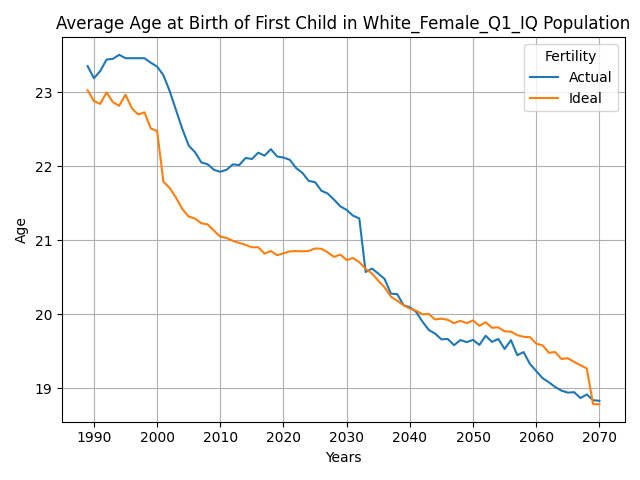 Average Age at Birth of First Child in White_Female_Q1_IQ Population
Fertility
Actual
Ideal
Age
23
22
21
20
19
1990 2000 2010 2020 2030 2040 2050 2060 2070
Years